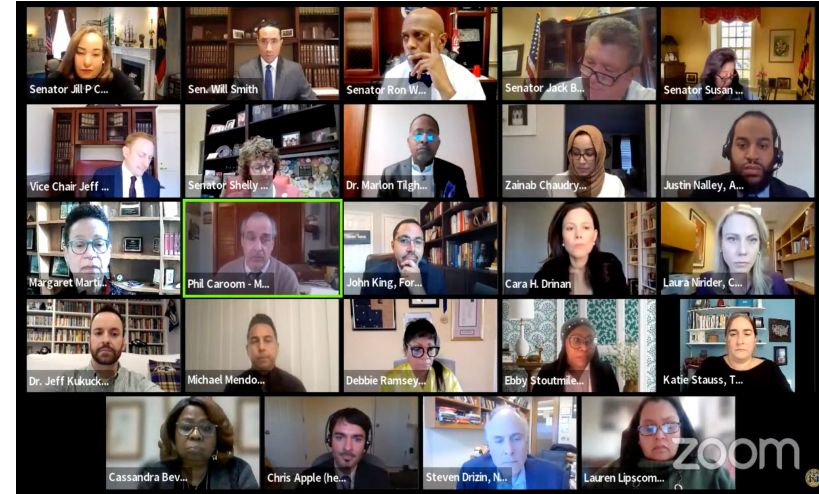 Senator Jill P C...
Sen. Will Smith
Senator Ron W...
Senator Jack B...
Senator Susan ...
Vice Chair Jeff ...
Senator Shelly ...
Dr. Marlon Tilgh...
Zainab Chaudry...
Justin Nalley, A...
Margaret Marti...
Phil Caroom - M...
John King, For...
Cara H. Drinan
Laura Nirider, C...
Dr. Jeff Kukuck...
Michael Mendo...
Debbie Ramsey...
Ebby Stoutmile...
Katie Stauss, T...
Cassandra Bev...
Chris Apple (he...
Steven Drizin, N...
Lauren Lipscom...
zoom